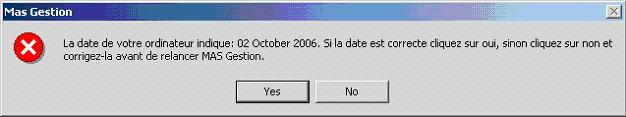 Mas Gestion
La date de votre ordinateur indique: 02 October 2006. Si la date est correcte cliquez sur oui, sinon cliquez sur non et
corrigez-la avant de relancer MAS Gestion.
Yes No